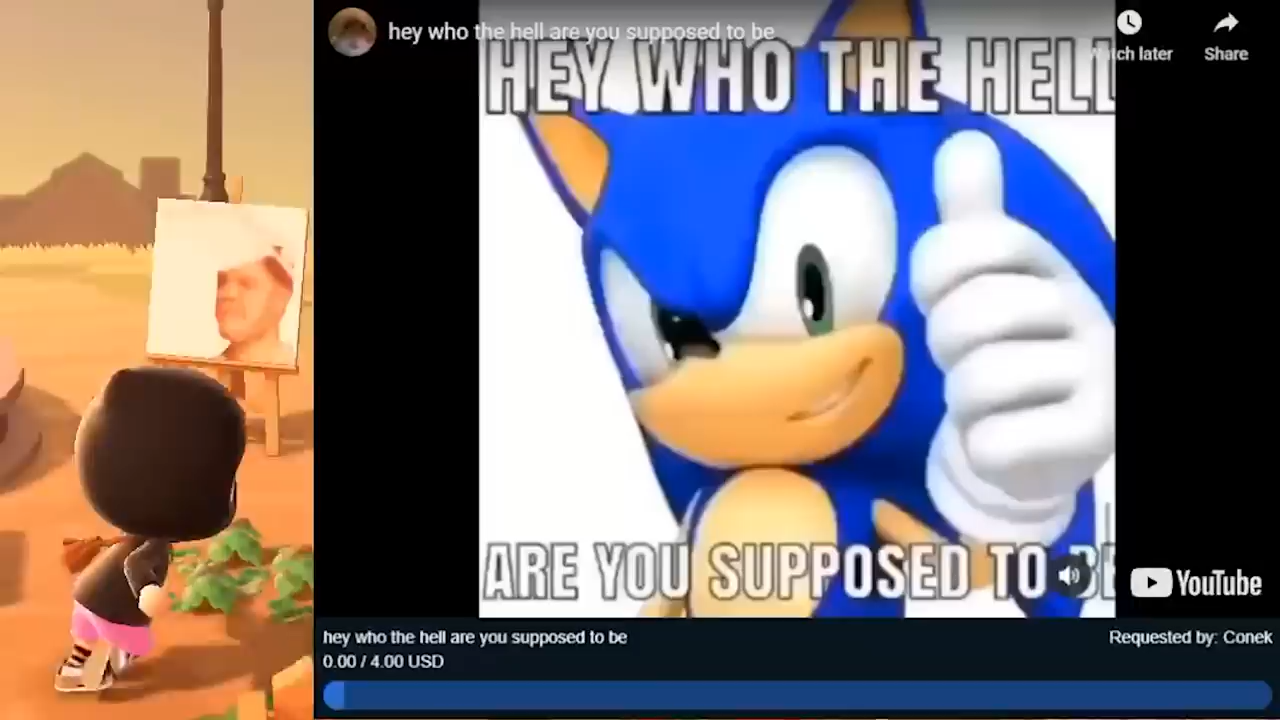 hey who the hell are you supposed to be
Watch later
Share
HEY WHO THE HELL
ARE YOU SUPPOSED TO BE
YouTube
hey who the hell are you supposed to be
Requested by: Conek
0.00 / 4.00 USD